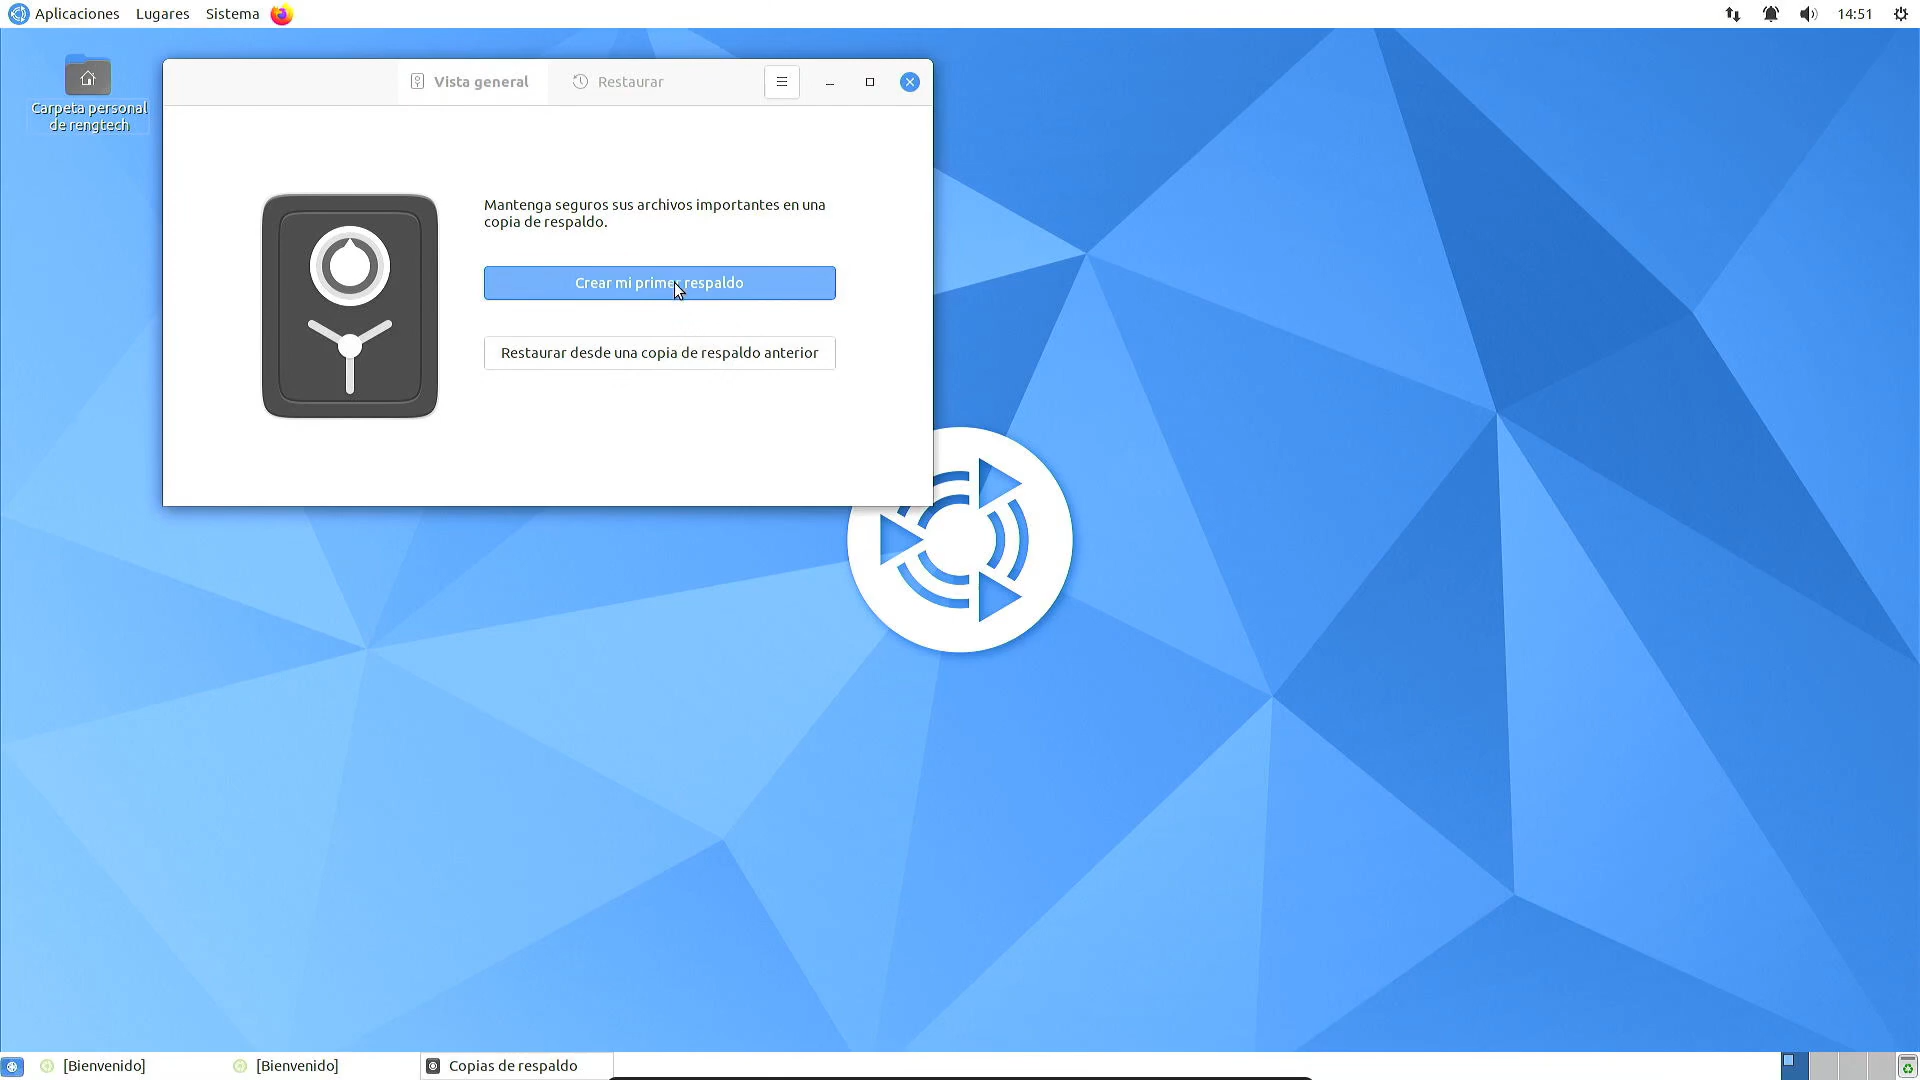 Aplicaciones Lugares Sistema 14:51
Carpeta personal
de rengtech
Vista general Restaurar
Mantenga seguros sus archivos importantes en una
copia de respaldo.
Crear mi primer respaldo
Restaurar desde una copia de respaldo anterior
[Bienvenido] [Bienvenido] Copias de respaldo